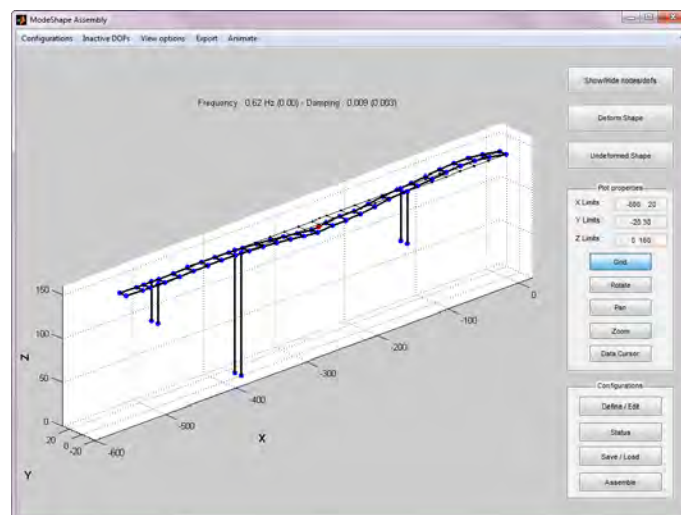 ModeShape Assembly
Configurations Inactive DOFs View options Export Animate
Frequency : 0.62 Hz (0.00) - Damping : 0.009 (0.003)
Show/Hide nodes/dofs
Deform Shape
Undeformed Shape
Plot properties
X Limits -600 20
Y Limits -20 30
Z Limits 0 160
Grid
Rotate
Pan
Zoom
Data Cursor
Configurations
Define / Edit
Status
Save / Load
Assemble
150
100
50
0
Z
20
0
-20
Y
-600
-500
-400
-300
-200
-100
0
X